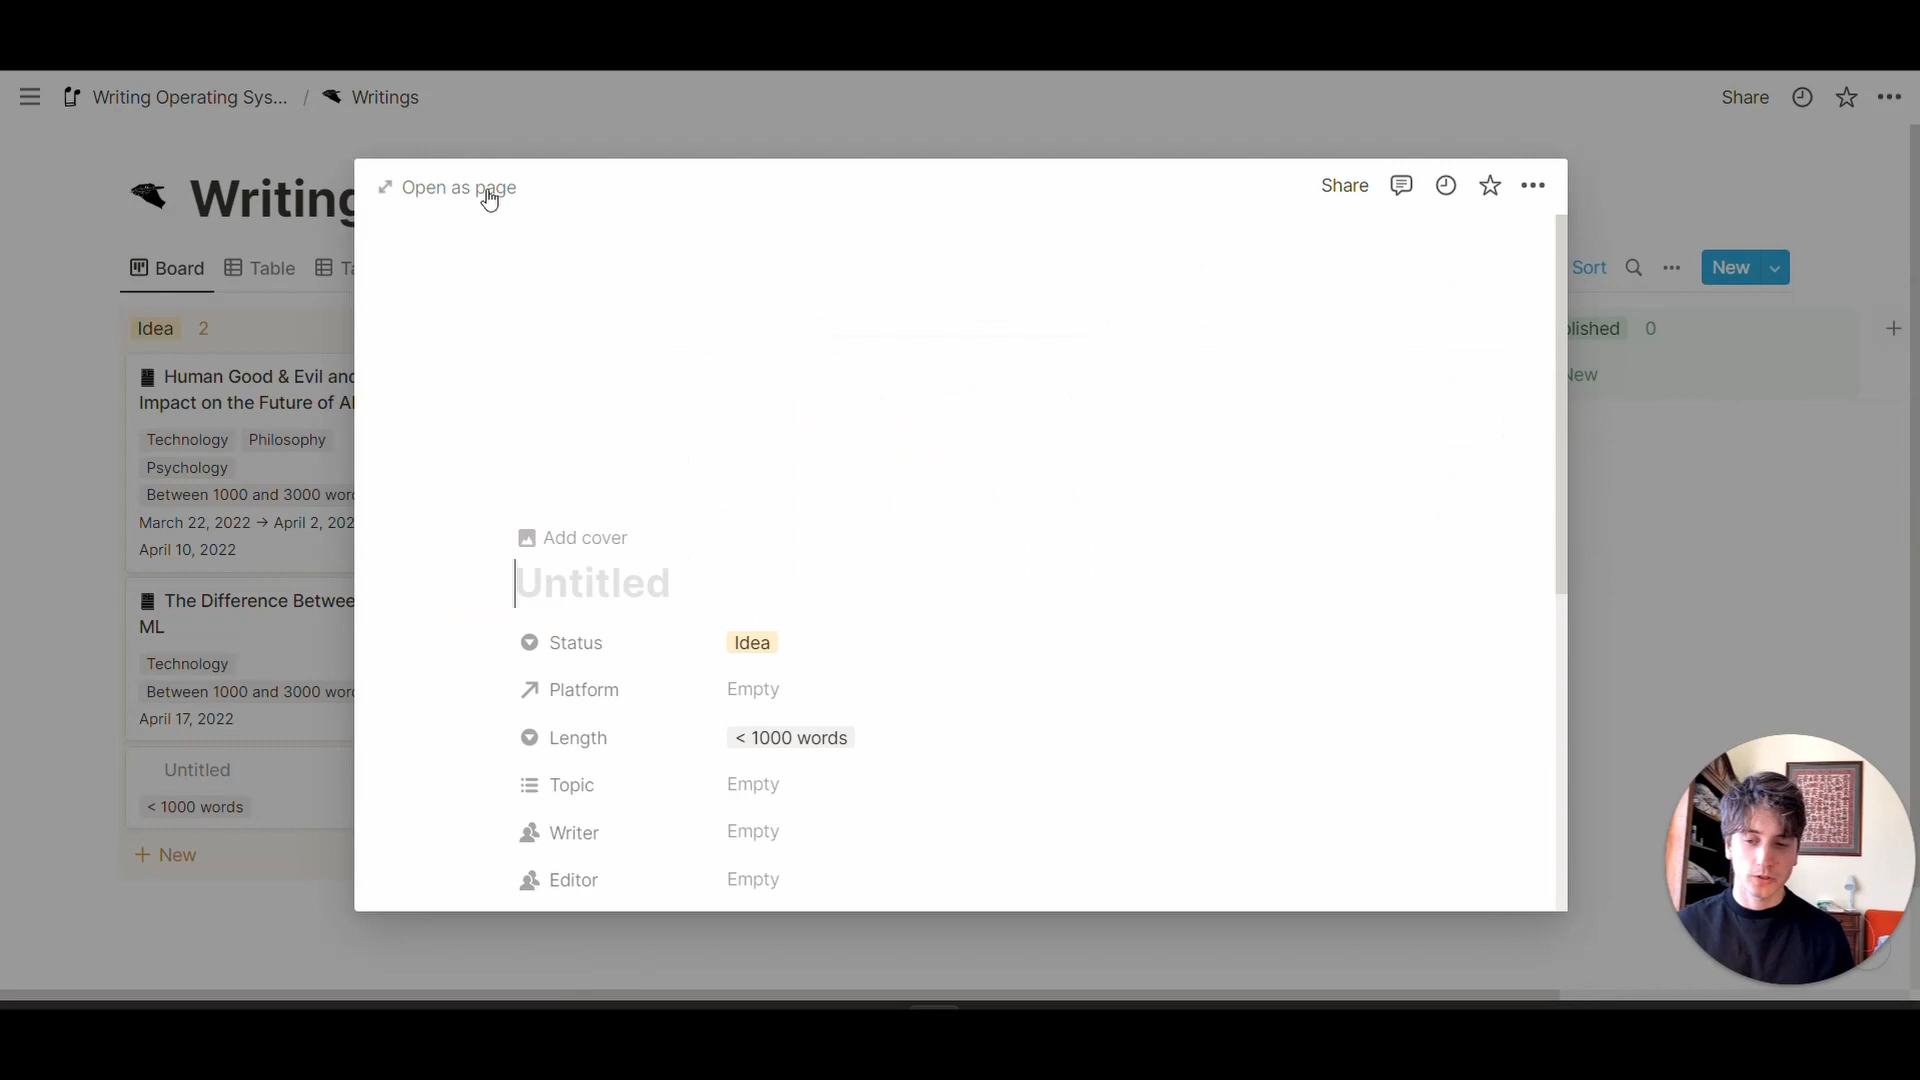 Writing Operating Sys... / Writings
Share
Writing
Open as page
Share
Board
Table
Sort
New
Idea 2
Human Good & Evil and
Impact on the Future of AI
Technology Philosophy
Psychology
Between 1000 and 3000 word
March 22, 2022 → April 2, 202
April 10, 2022
The Difference Betwee
ML
Technology
Between 1000 and 3000 word
April 17, 2022
Untitled
< 1000 words
+ New
Add cover
Untitled
Status Idea
Platform Empty
Length < 1000 words
Topic Empty
Writer Empty
Editor Empty
blished 0
New